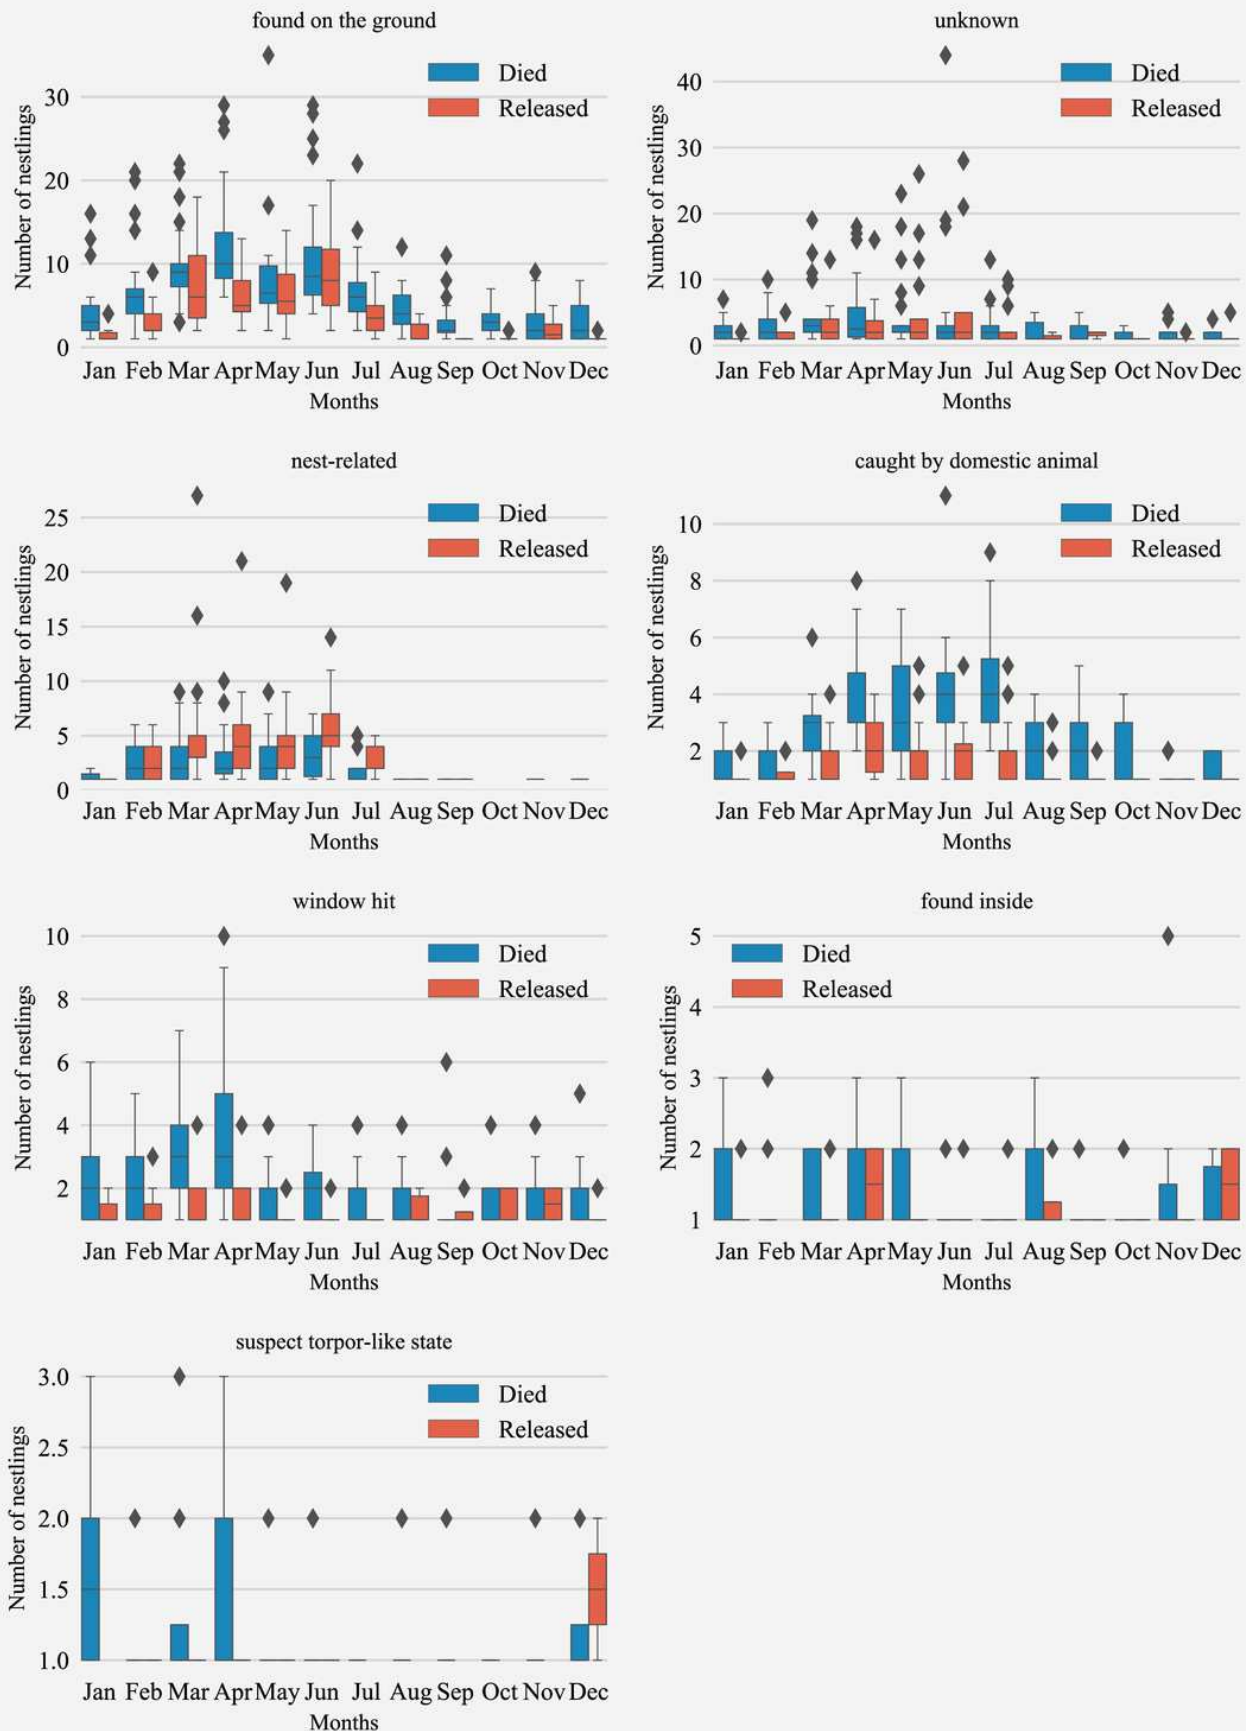 found on the ground
Number of nestlings
30
20
10
0
Died
Released
Jan Feb Mar Apr May Jun Jul Aug Sep Oct Nov Dec
Months
unknown
Number of nestlings
40
30
20
10
0
Died
Released
Jan Feb Mar Apr May Jun Jul Aug Sep Oct Nov Dec
Months
nest-related
Number of nestlings
25
20
15
10
5
0
Died
Released
Jan Feb Mar Apr May Jun Jul Aug Sep Oct Nov Dec
Months
caught by domestic animal
Number of nestlings
10
8
6
4
2
Died
Released
Jan Feb Mar Apr May Jun Jul Aug Sep Oct Nov Dec
Months
window hit
Number of nestlings
10
8
6
4
2
Died
Released
Jan Feb Mar Apr May Jun Jul Aug Sep Oct Nov Dec
Months
found inside
Number of nestlings
5
4
3
2
1
Died
Released
Jan Feb Mar Apr May Jun Jul Aug Sep Oct Nov Dec
Months
suspect torpor-like state
Number of nestlings
3.0
2.5
2.0
1.5
1.0
Died
Released
Jan Feb Mar Apr May Jun Jul Aug Sep Oct Nov Dec
Months